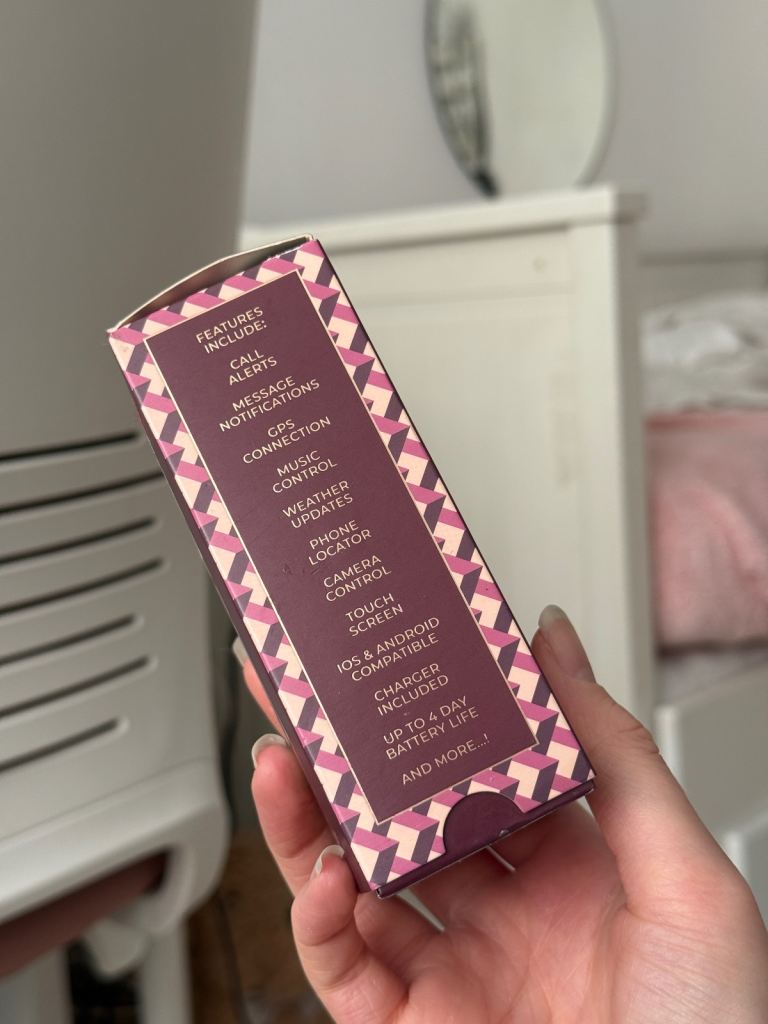 FEATURES
INCLUDE:
CALL
ALERTS
MESSAGE
NOTIFICATIONS
GPS
CONNECTION
MUSIC
CONTROL
WEATHER
UPDATES
PHONE
LOCATOR
CAMERA
CONTROL
TOUCH
SCREEN
IOS & ANDROID
COMPATIBLE
CHARGER
INCLUDED
UP TO 4 DAY
BATTERY LIFE
AND MORE...!